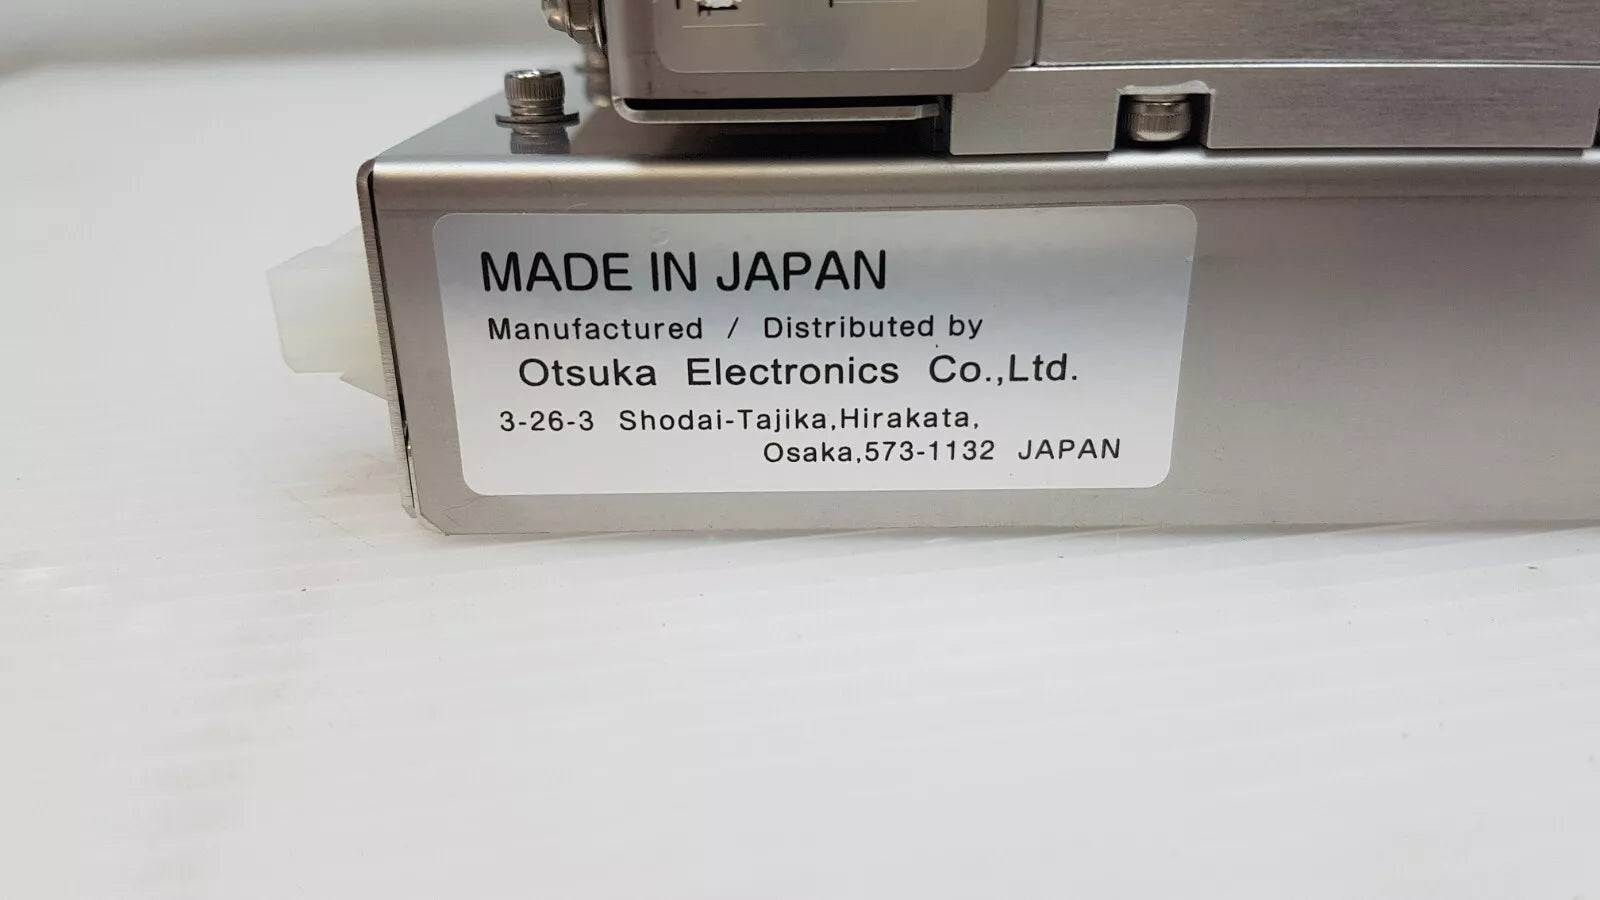 MADE IN JAPAN
Manufactured / Distributed by
Otsuka Electronics Co.,Ltd.
3-26-3 Shodai-Tajika,Hirakata,
Osaka,573-1132 JAPAN